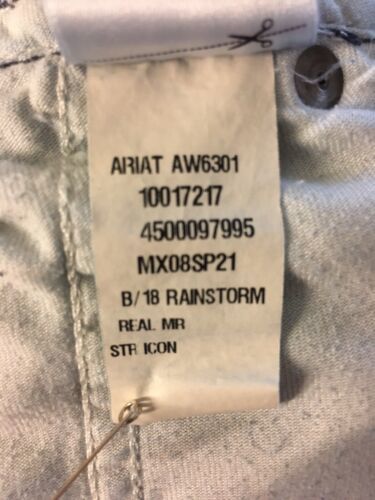 ARIAT AW6301
10017217
4500097995
MX08SP21
B/18 RAINSTORM
REAL MR
STR ICON